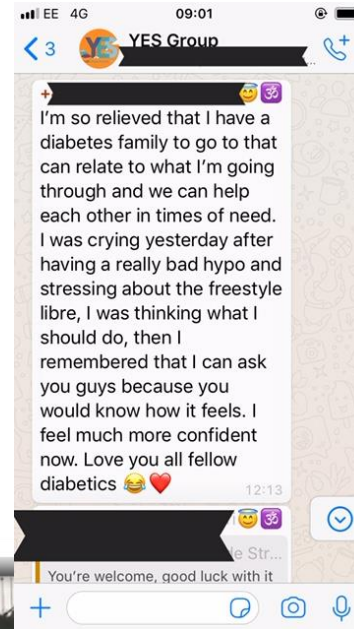 EE 4G 09:01
3 YES YES Group
...
I'm so relieved that I have a
diabetes family to go to that
can relate to what I'm going
through and we can help
each other in times of need.
I was crying yesterday after
having a really bad hypo and
stressing about the freestyle
libre, I was thinking what I
should do, then I
remembered that I can ask
you guys because you
would know how it feels. I
feel much more confident
now. Love you all fellow
diabetics 😂❤️
12:13
Str...
You're welcome, good luck with it